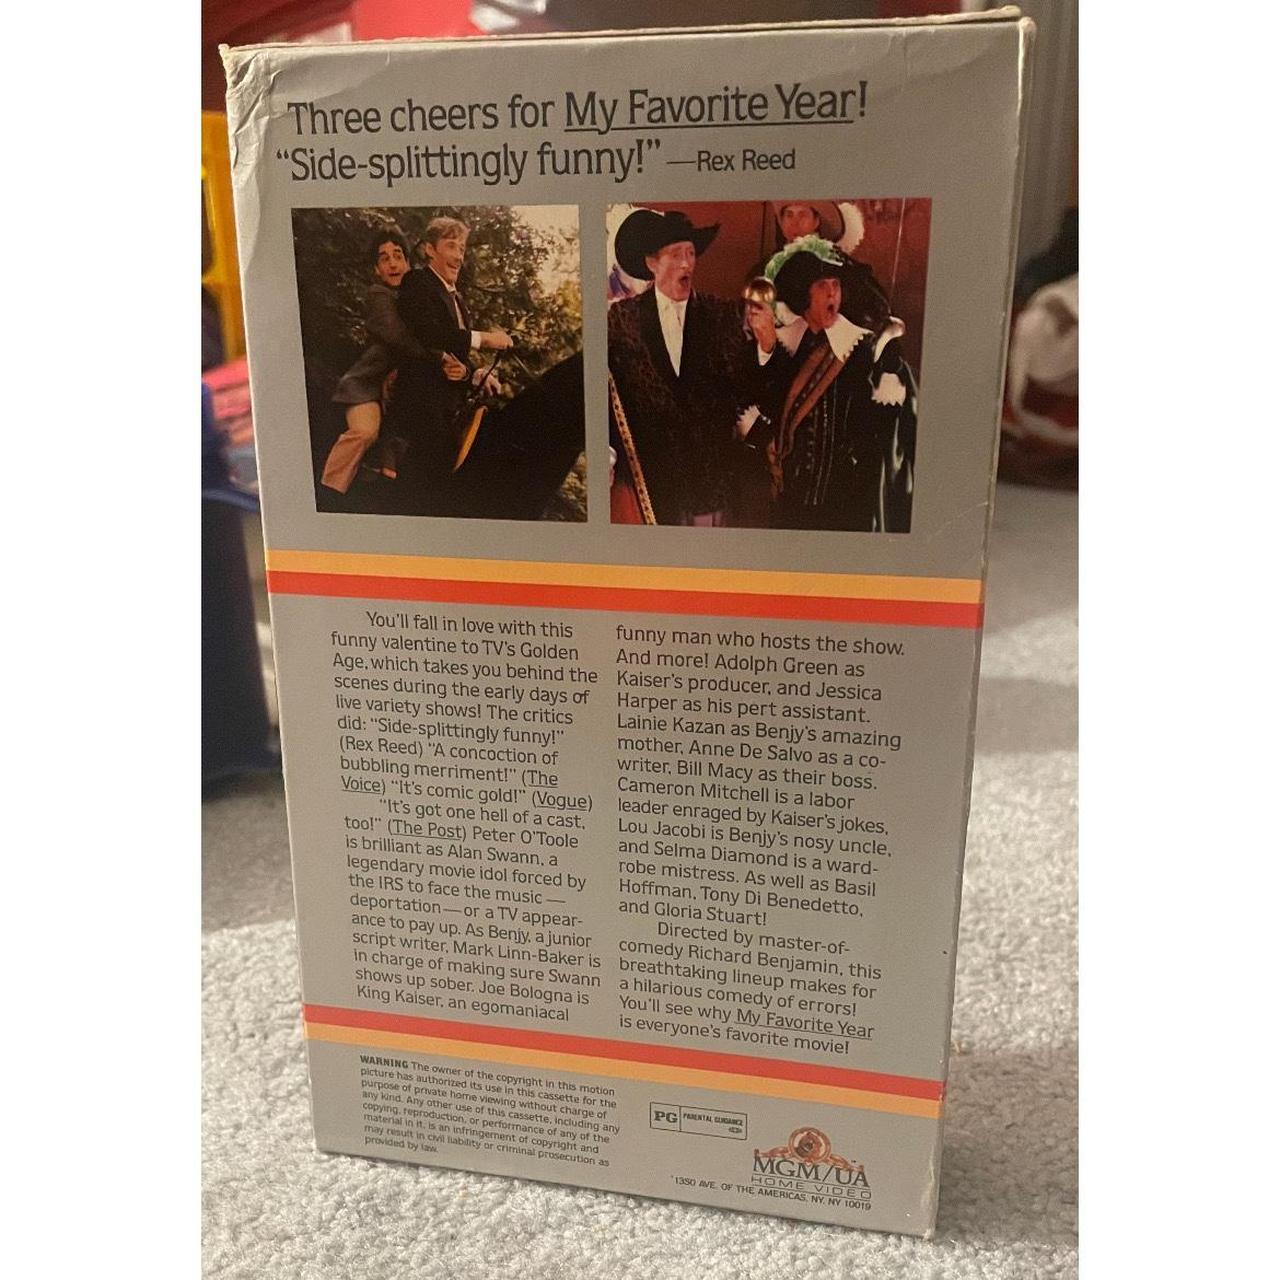 Three cheers for My Favorite Year!
“Side-splittingly funny!” —Rex Reed
You'll fall in love with this
funny valentine to TV's Golden
Age, which takes you behind the
scenes during the early days of
live variety shows! The critics
did: “Side-splittingly funny!”
(Rex Reed) “A concoction of
bubbling merriment!” (The
Voice) “It's comic gold!” (Vogue)
“It's got one hell of a cast,
too!” (The Post) Peter O'Toole
is brilliant as Alan Swann, a
legendary movie idol forced by
the IRS to face the music —
deportation — or a TV appear-
ance to pay up. As Benjy, a junior
script writer, Mark Linn-Baker is
in charge of making sure Swann
shows up sober. Joe Bologna is
King Kaiser, an egomaniacal
funny man who hosts the show.
And more! Adolph Green as
Kaiser's producer, and Jessica
Harper as his pert assistant.
Lainie Kazan as Benjy's amazing
mother, Anne De Salvo as a co-
writer, Bill Macy as their boss.
Cameron Mitchell is a labor
leader enraged by Kaiser's jokes,
Lou Jacobi is Benjy's nosy uncle,
and Selma Diamond is a ward-
robe mistress. As well as Basil
Hoffman, Tony Di Benedetto,
and Gloria Stuart!
Directed by master-of-
comedy Richard Benjamin, this
breathtaking lineup makes for
a hilarious comedy of errors!
You'll see why My Favorite Year
is everyone's favorite movie!
WARNING The owner of the copyright in this motion
picture has authorized its use in this cassette for the
purpose of private home viewing without charge of
any kind. Any other use of this cassette, including any
copying, reproduction, or performance of any of the
material in it, is an infringement of copyright and
may result in civil liability or criminal prosecution as
provided by law.
PG PARENTAL GUIDANCE
MGM/UA
HOME VIDEO
1350 AVE. OF THE AMERICAS, NY, NY 10019